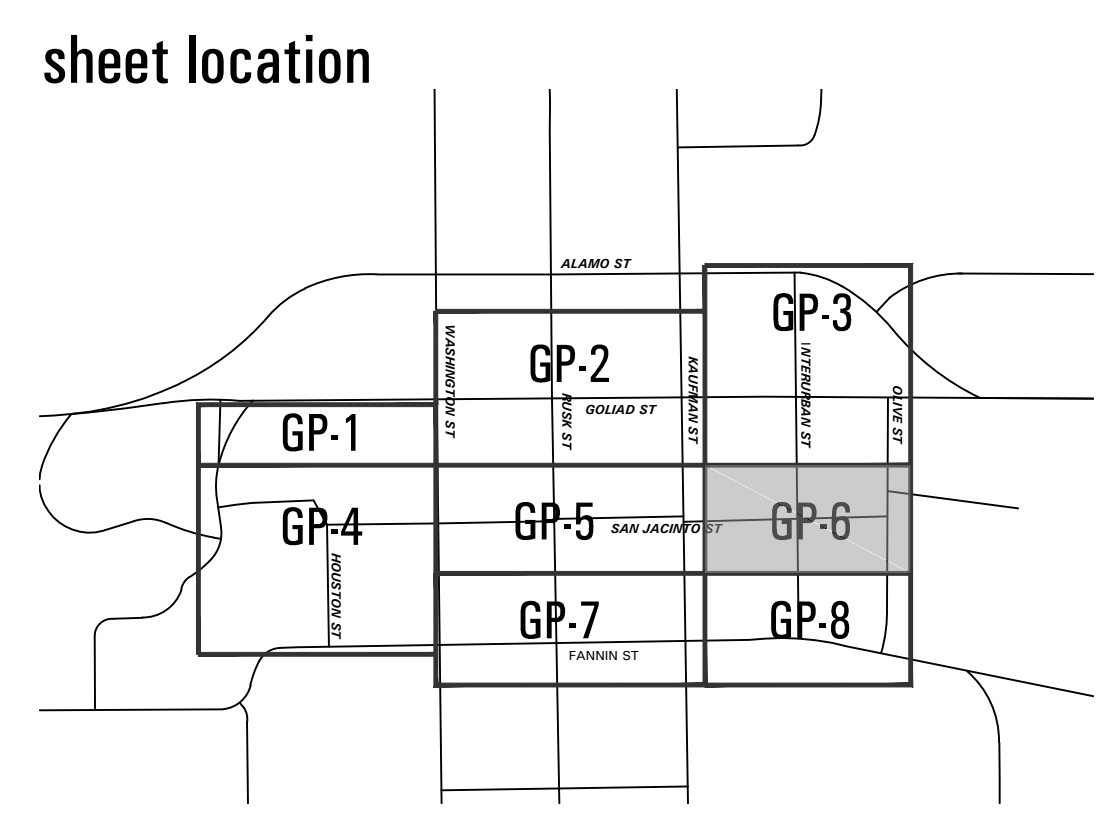 sheet location
ALAMO ST
GP-3
WASHINGTON ST
GP-2
KAUFMAN ST
INTERURBAN ST
OLIVE ST
RUSK ST
GOLIAD ST
GP-1
GP-4
GP-5
SAN JACINTO ST
GP-6
HOUSTON ST
GP-7
GP-8
FANNIN ST